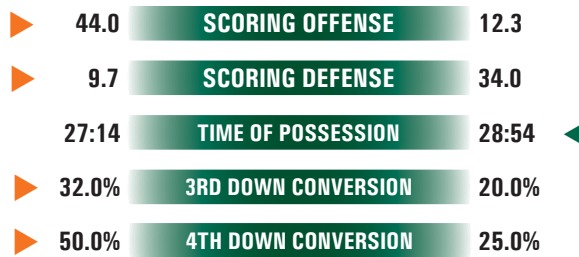 44.0 SCORING OFFENSE 12.3
9.7 SCORING DEFENSE 34.0
27:14 TIME OF POSSESSION 28:54
32.0% 3RD DOWN CONVERSION 20.0%
50.0% 4TH DOWN CONVERSION 25.0%